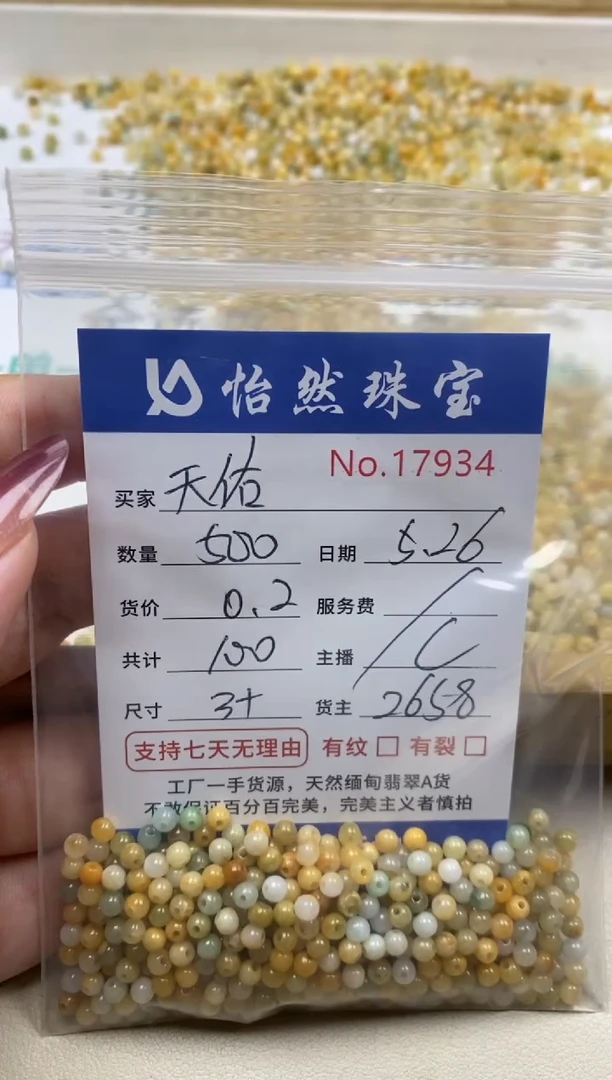 怡然珠宝
No.17934
买家 天佑
数量 500 日期 5.26
货价 0.2 服务费 /
共计 100 主播 C
尺寸 3+ 货主 2658
支持七天无理由 有纹 □ 有裂 □
工厂一手货源，天然缅甸翡翠A货
不敢保证百分百完美，完美主义者慎拍